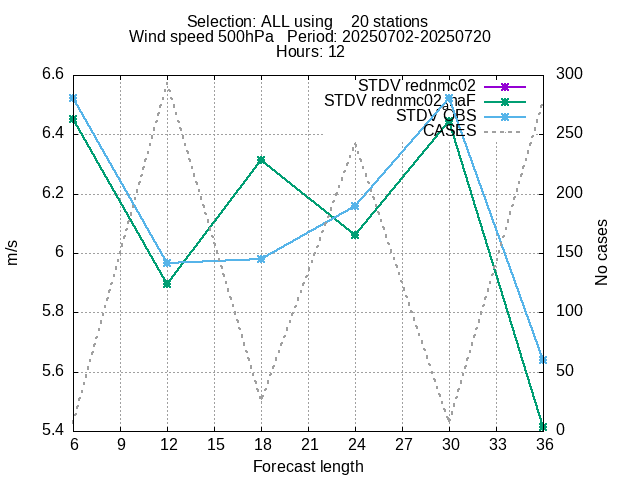 Selection: ALL using    20 stations
Wind speed 500hPa   Period: 20250702-20250720
Hours: 12
6.6
6.4
6.2
6
5.8
5.6
5.4
300
250
200
150
100
50
0
STDV rednmc02
STDV rednmc02
STDV OBS
CASES
m/s
No cases
6 9 12 15 18 21 24 27 30 33 36
Forecast length